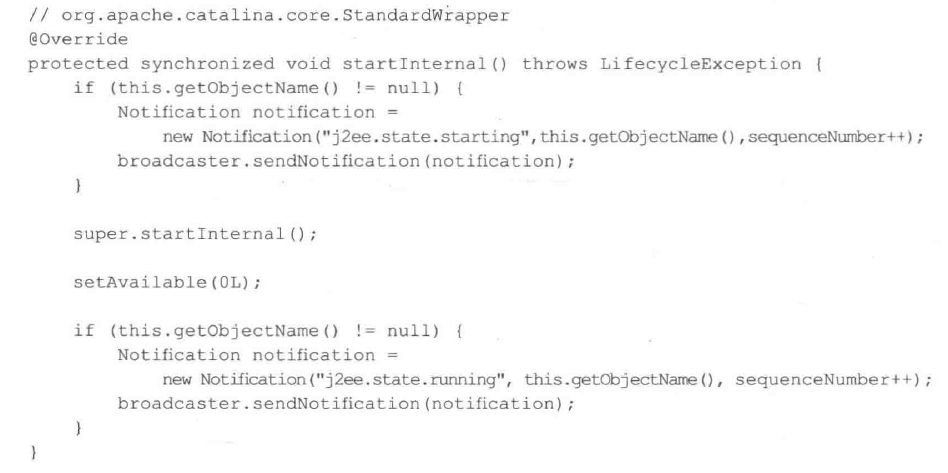 // org.apache.catalina.core.StandardWrapper
@Override
protected synchronized void startInternal() throws LifecycleException {
    if (this.getObjectName() != null) {
        Notification notification =
            new Notification("j2ee.state.starting",this.getObjectName(),sequenceNumber++);
        broadcaster.sendNotification(notification);
    }

    super.startInternal();

    setAvailable(0L);

    if (this.getObjectName() != null) {
        Notification notification =
            new Notification("j2ee.state.running", this.getObjectName(), sequenceNumber++);
        broadcaster.sendNotification(notification);
    }
}